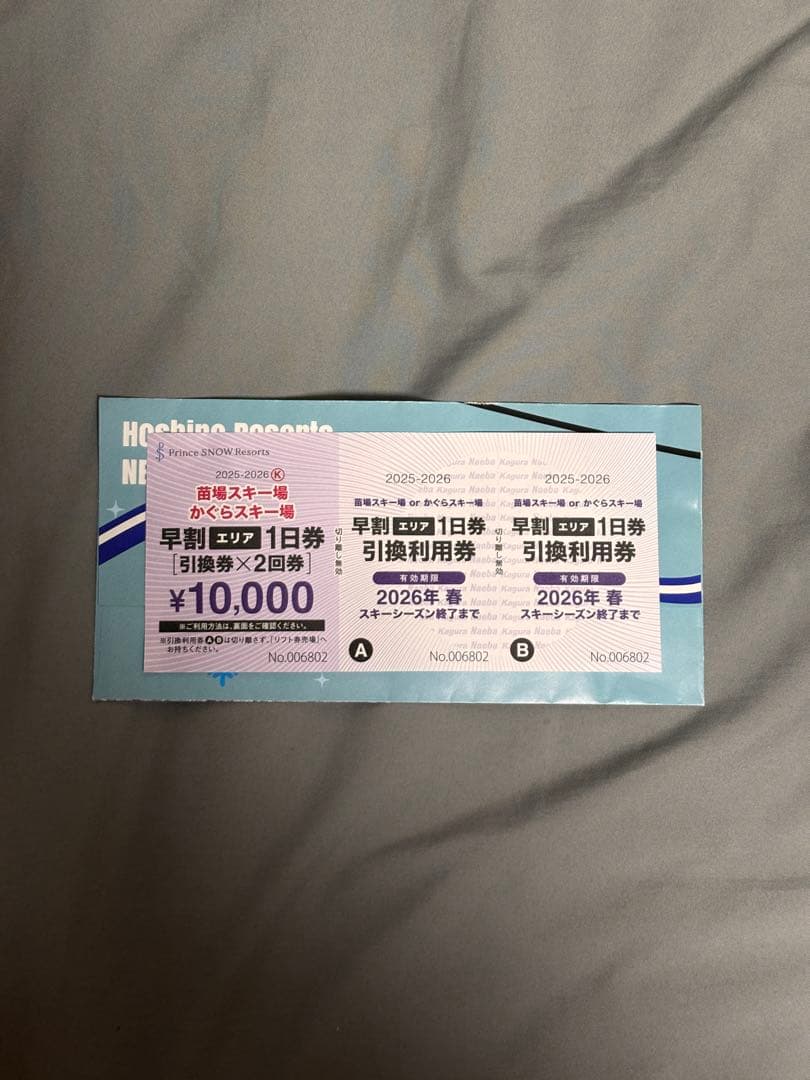 Prince SNOW Resorts
2025-2026 Ⓚ
苗場スキー場
かぐらスキー場
早割 エリア 1日券
[引換券×2回券]
¥10,000
※ご利用方法は、裏面をご確認ください。
※引換利用券ⒶⒷは切り離さず、「リフト券売場」へ
お持ちください。
No.006802
切り離し無効
2025-2026
苗場スキー場 or かぐらスキー場
早割 エリア 1日券
引換利用券
有効期限
2026年 春
スキーシーズン終了まで
A
No.006802
切り離し無効
2025-2026
苗場スキー場 or かぐらスキー場
早割 エリア 1日券
引換利用券
有効期限
2026年 春
スキーシーズン終了まで
B
No.006802
Kagura Naeba Kagura Naeba